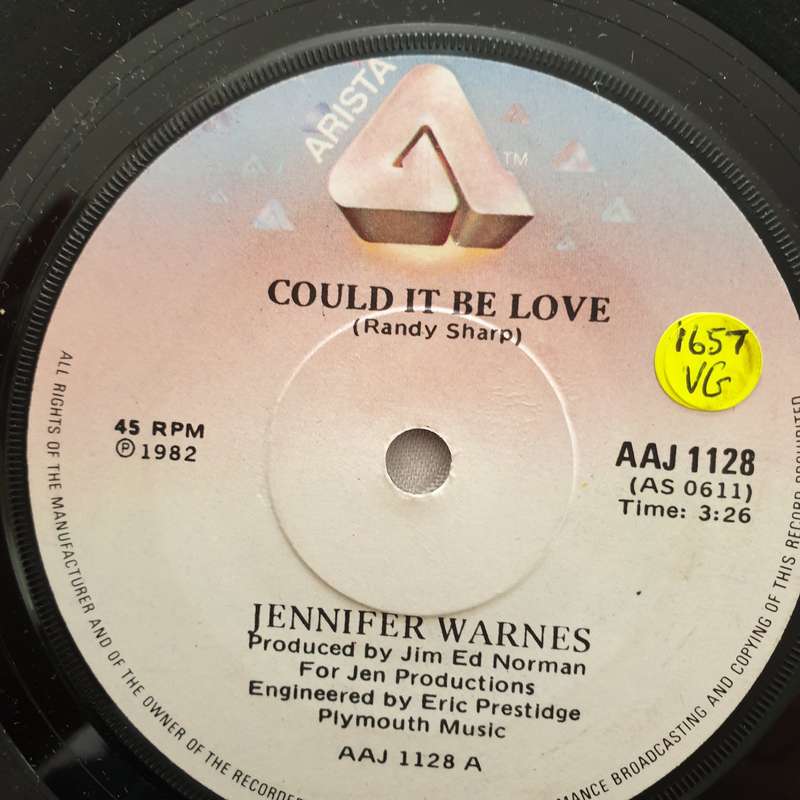 ARISTA
TM
COULD IT BE LOVE
(Randy Sharp)
1657
VG
45 RPM
℗ 1982
AAJ 1128
(AS 0611)
Time: 3:26
JENNIFER WARNES
Produced by Jim Ed Norman
For Jen Productions
Engineered by Eric Prestidge
Plymouth Music
AAJ 1128 A
ALL RIGHTS OF THE MANUFACTURER AND OF THE OWNER OF THE RECORDED
BROADCASTING AND COPYING OF THIS RECORD PROHIBITED